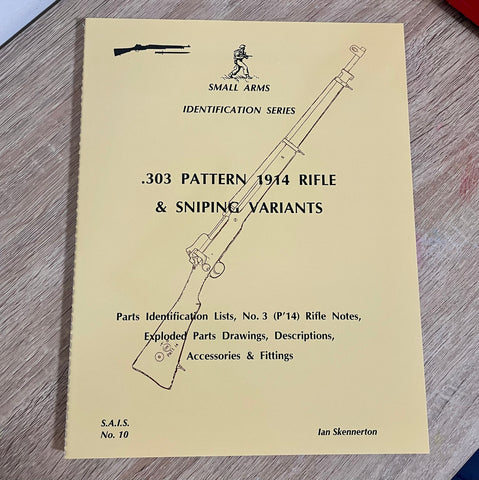 SMALL ARMS
IDENTIFICATION SERIES
.303 PATTERN 1914 RIFLE
& SNIPING VARIANTS
Parts Identification Lists, No. 3 (P'14) Rifle Notes,
Exploded Parts Drawings, Descriptions,
Accessories & Fittings
S.A.I.S.
No. 10
Ian Skennerton